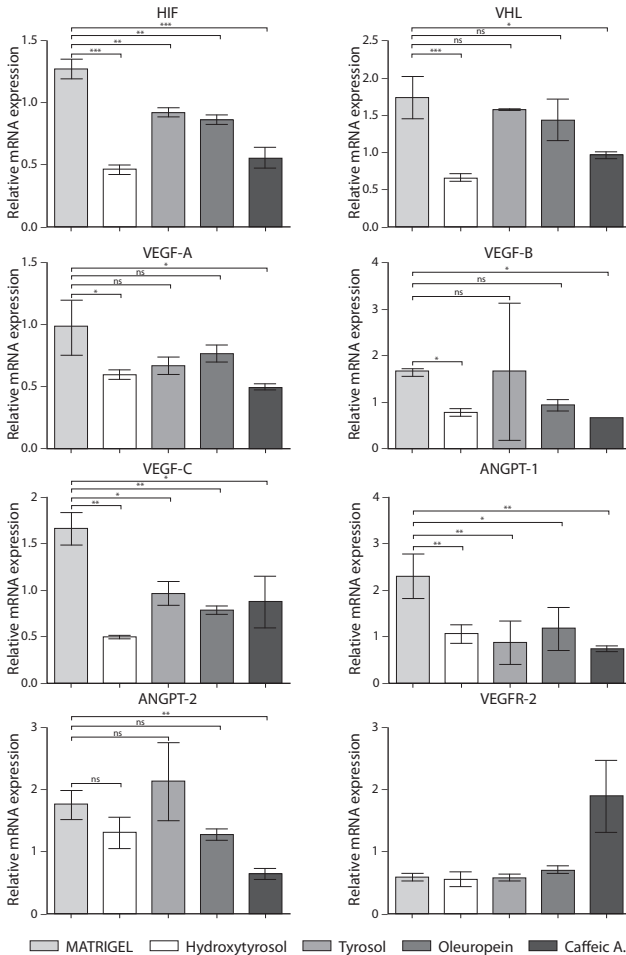 HIF
***
**
**
***
Relative mRNA expression
1.5
1.0
0.5
0.0
VHL
*
ns
ns
***
Relative mRNA expression
2.5
2.0
1.5
1.0
0.5
0.0
VEGF-A
*
ns
ns
*
Relative mRNA expression
1.5
1.0
0.5
0.0
VEGF-B
*
ns
ns
*
Relative mRNA expression
4
3
2
1
0
VEGF-C
*
**
*
**
Relative mRNA expression
2
1.5
1.0
0.5
0.0
ANGPT-1
**
*
**
**
Relative mRNA expression
4
3
2
1
0
ANGPT-2
**
ns
ns
ns
Relative mRNA expression
3
2
1
0
VEGFR-2
Relative mRNA expression
3
2
1
0
MATRIGEL Hydroxytyrosol Tyrosol Oleuropein Caffeic A.